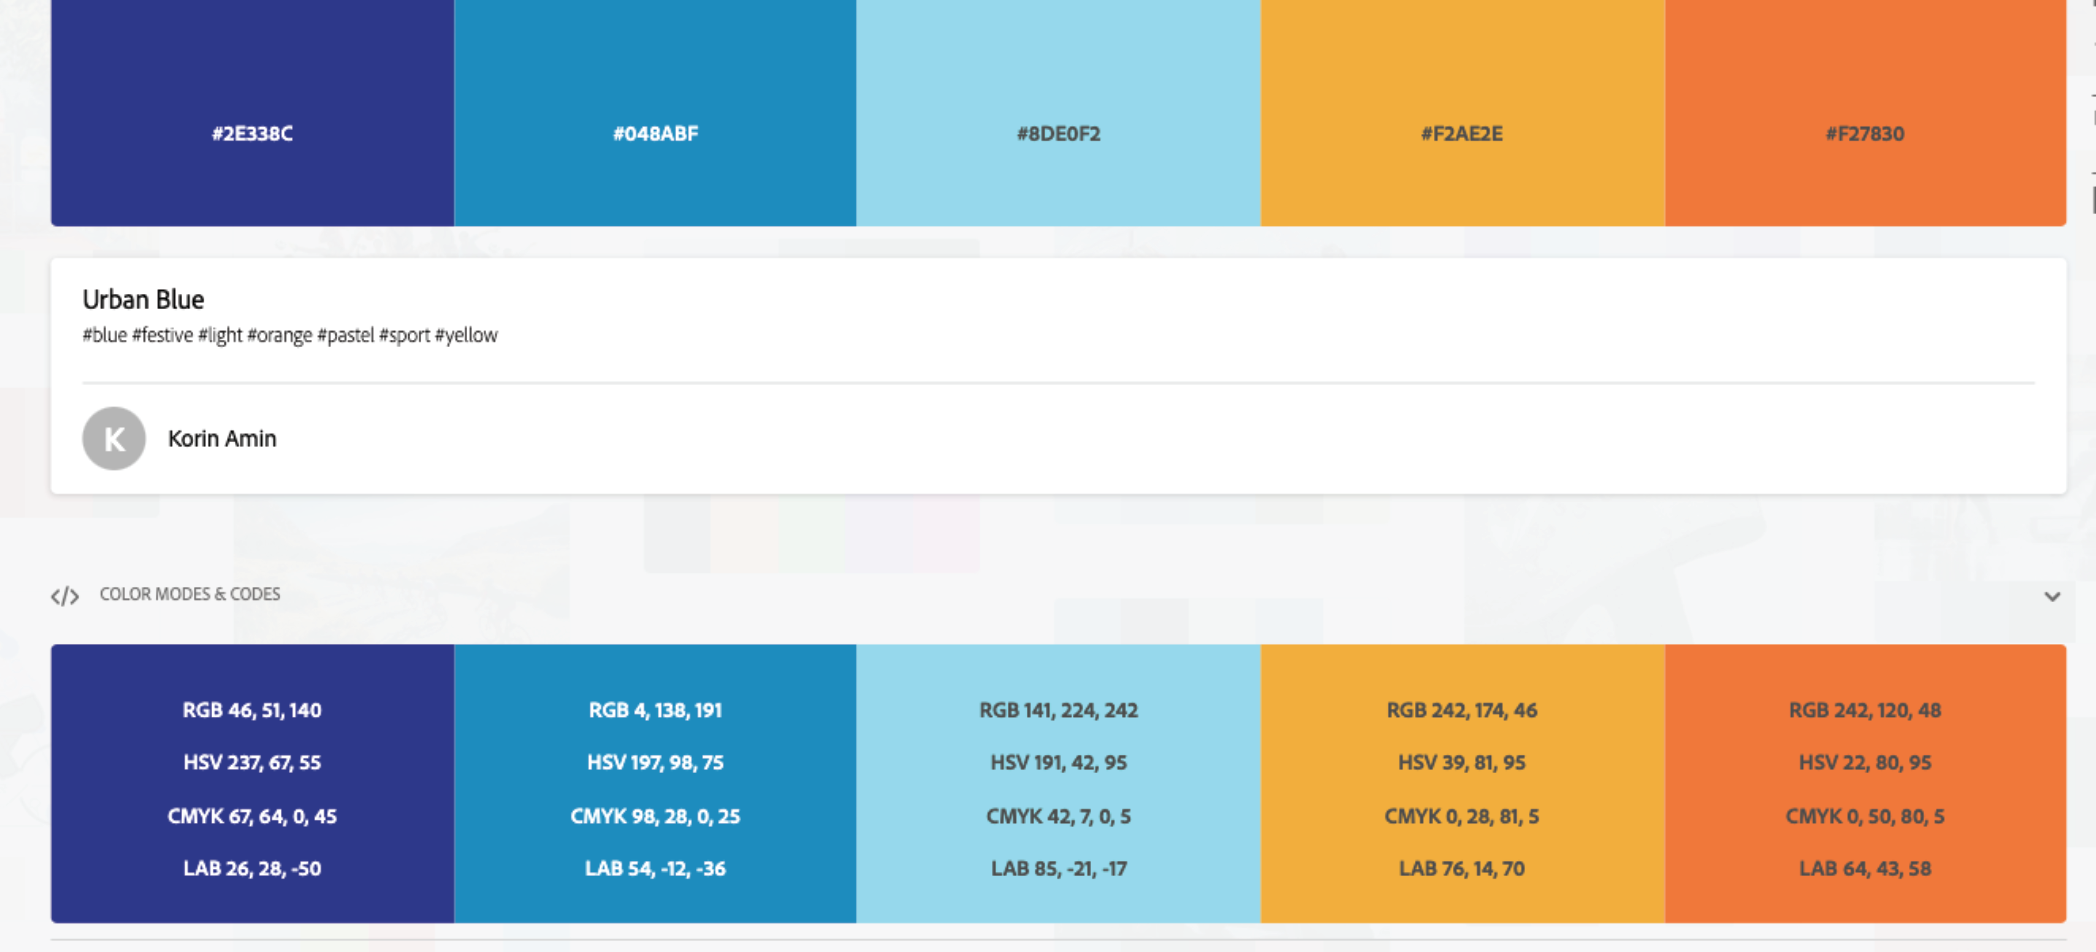 #2E338C #048ABF #8DE0F2 #F2AE2E #F27830
Urban Blue
#blue #festive #light #orange #pastel #sport #yellow
K Korin Amin
</> COLOR MODES & CODES
RGB 46, 51, 140 RGB 4, 138, 191 RGB 141, 224, 242 RGB 242, 174, 46 RGB 242, 120, 48
HSV 237, 67, 55 HSV 197, 98, 75 HSV 191, 42, 95 HSV 39, 81, 95 HSV 22, 80, 95
CMYK 67, 64, 0, 45 CMYK 98, 28, 0, 25 CMYK 42, 7, 0, 5 CMYK 0, 28, 81, 5 CMYK 0, 50, 80, 5
LAB 26, 28, -50 LAB 54, -12, -36 LAB 85, -21, -17 LAB 76, 14, 70 LAB 64, 43, 58